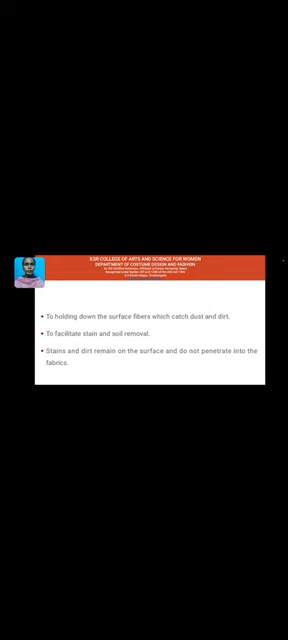 KSR COLLEGE OF ARTS AND SCIENCE FOR WOMEN
DEPARTMENT OF COSTUME DESIGN AND FASHION
• To holding down the surface fibers which catch dust and dirt.
• To facilitate stain and soil removal.
• Stains and dirt remain on the surface and do not penetrate into the
fabrics.